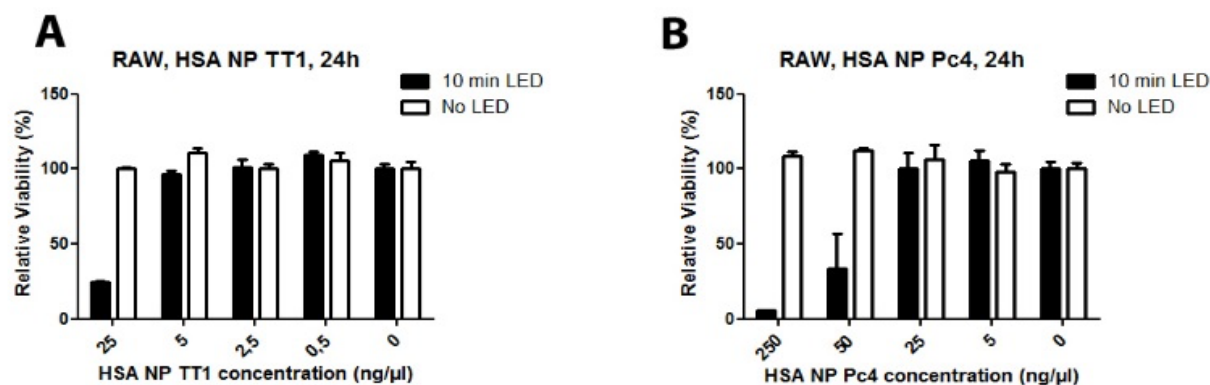 A
RAW, HSA NP TT1, 24h
10 min LED
No LED
Relative Viability (%)
150
100
50
0
25
5
2,5
0,5
0
HSA NP TT1 concentration (ng/µl)
B
RAW, HSA NP Pc4, 24h
10 min LED
No LED
Relative Viability (%)
150
100
50
0
250
50
25
5
0
HSA NP Pc4 concentration (ng/µl)